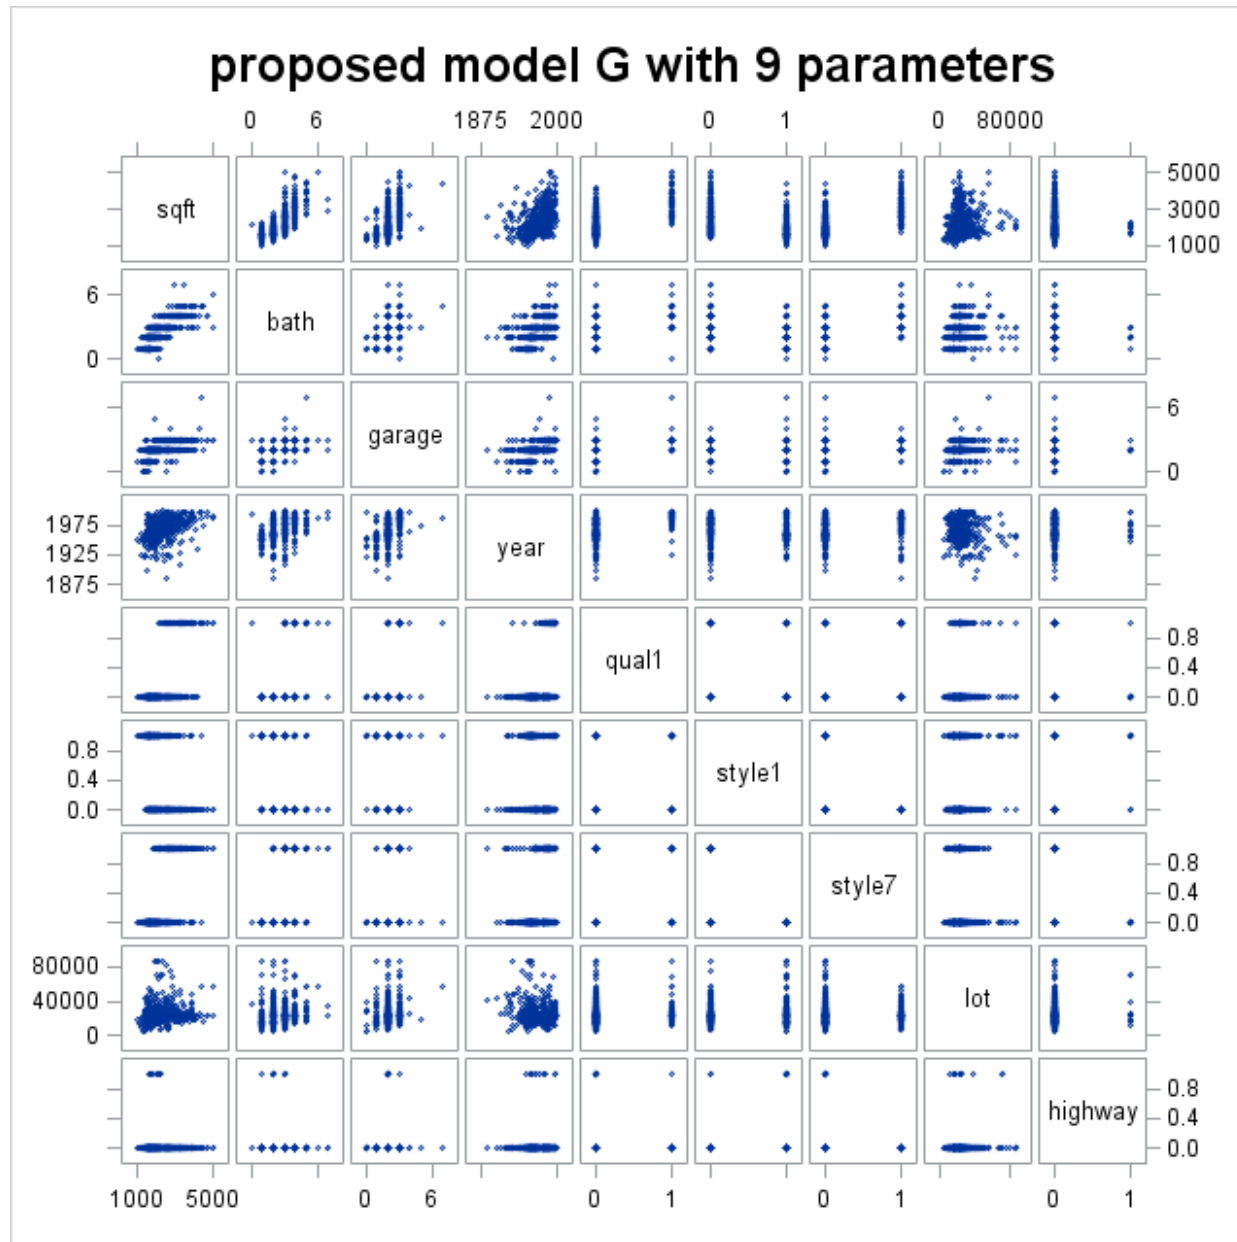 proposed model G with 9 parameters
0 6 1875 2000 0 1 0 80000
sqft 5000
3000
1000
6 bath
0
garage 6
0
1975 year
1925
1875
qual1 0.8
0.4
0.0
0.8 style1
0.4
0.0
style7 0.8
0.4
0.0
80000 lot
40000
0
highway 0.8
0.4
0.0
1000 5000 0 6 0 1 0 1 0 1